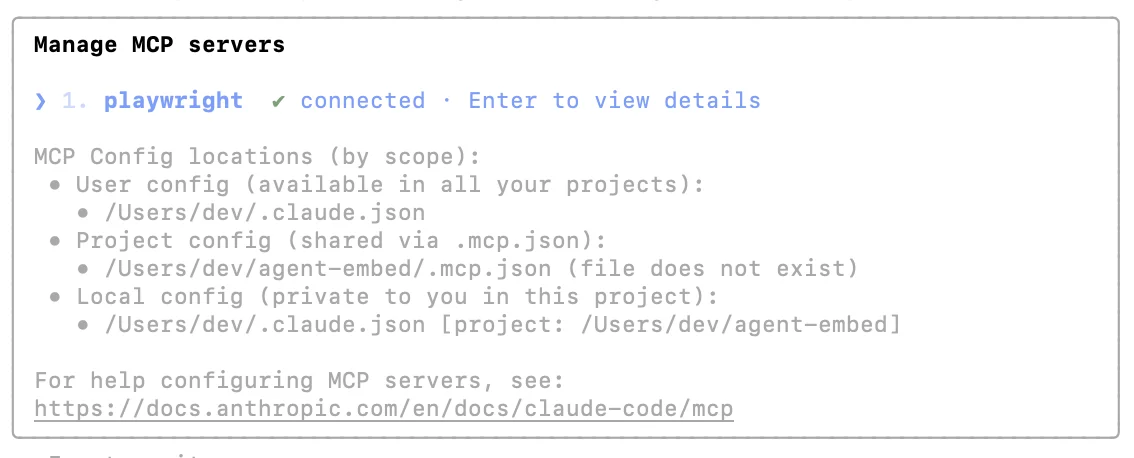 Manage MCP servers
❯ 1. playwright ✔ connected · Enter to view details
MCP Config locations (by scope):
• User config (available in all your projects):
• /Users/dev/.claude.json
• Project config (shared via .mcp.json):
• /Users/dev/agent-embed/.mcp.json (file does not exist)
• Local config (private to you in this project):
• /Users/dev/.claude.json [project: /Users/dev/agent-embed]
For help configuring MCP servers, see:
https://docs.anthropic.com/en/docs/claude-code/mcp